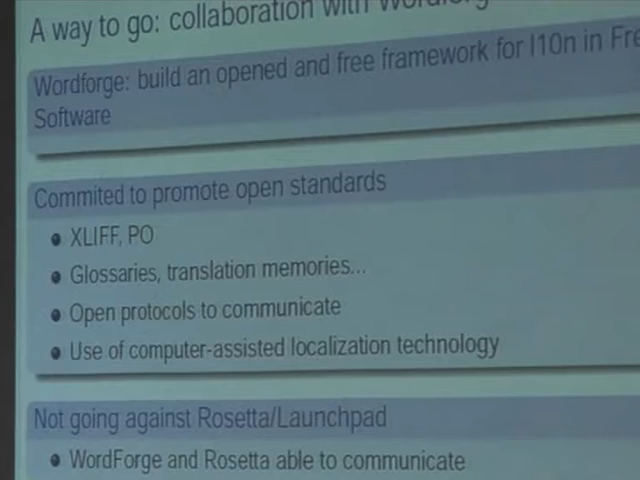 A way to go: collaboration with
Wordforge: build an opened and free framework for l10n in
Software
Commited to promote open standards
XLIFF, PO
Glossaries, translation memories...
Open protocols to communicate
Use of computer-assisted localization technology
Not going against Rosetta/Launchpad
WordForge and Rosetta able to communicate